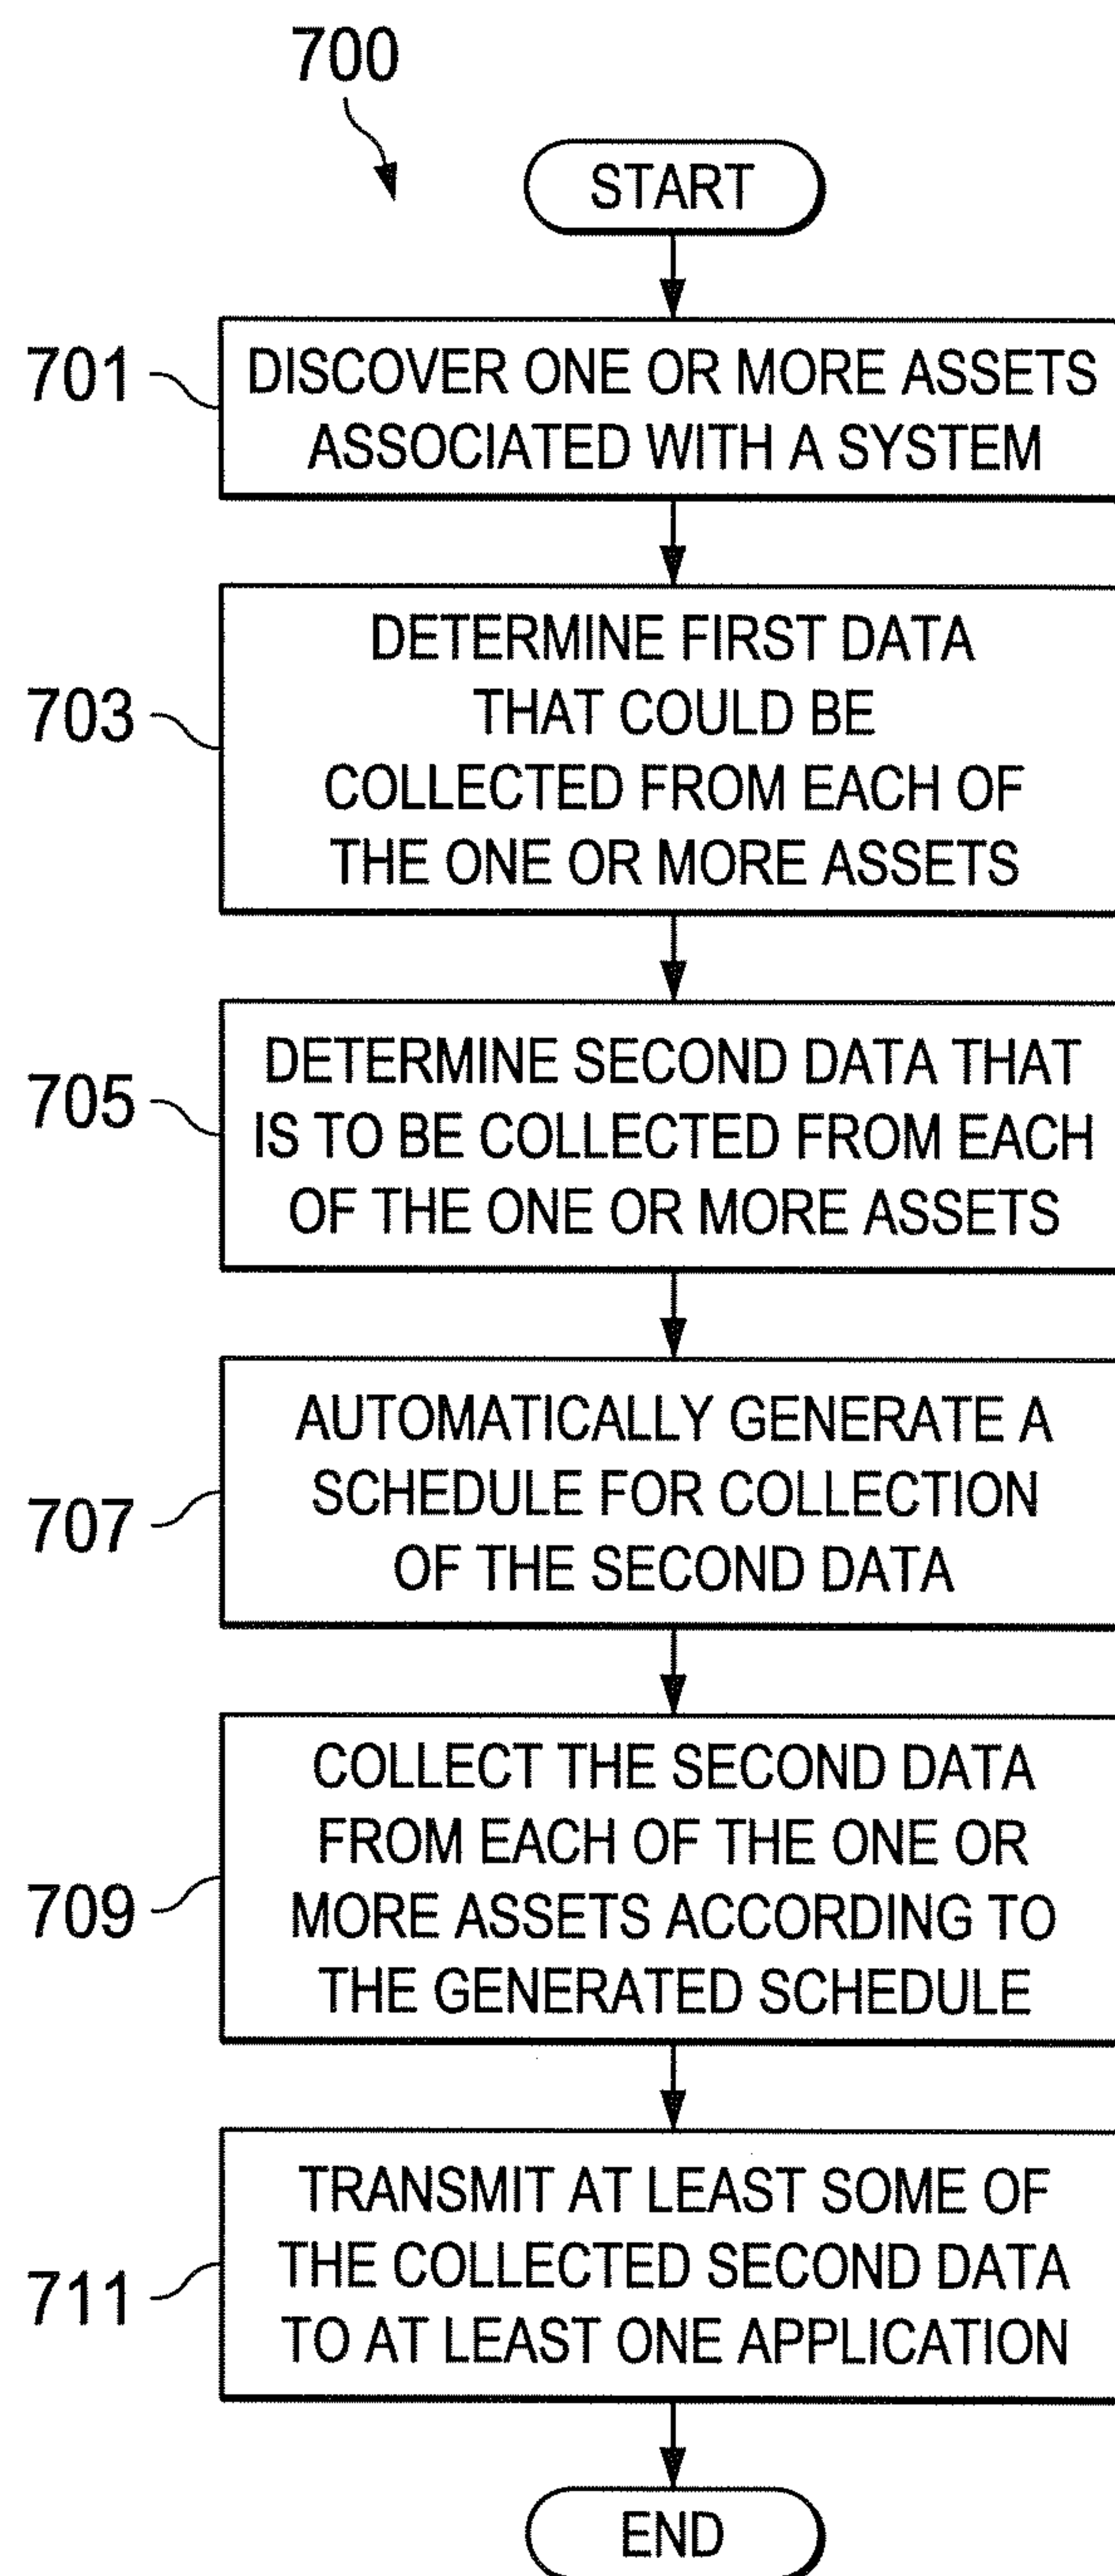 700
START
701
DISCOVER ONE OR MORE ASSETS
ASSOCIATED WITH A SYSTEM
703
DETERMINE FIRST DATA
THAT COULD BE
COLLECTED FROM EACH OF
THE ONE OR MORE ASSETS
705
DETERMINE SECOND DATA THAT
IS TO BE COLLECTED FROM EACH
OF THE ONE OR MORE ASSETS
707
AUTOMATICALLY GENERATE A
SCHEDULE FOR COLLECTION
OF THE SECOND DATA
709
COLLECT THE SECOND DATA
FROM EACH OF THE ONE OR
MORE ASSETS ACCORDING TO
THE GENERATED SCHEDULE
711
TRANSMIT AT LEAST SOME OF
THE COLLECTED SECOND DATA
TO AT LEAST ONE APPLICATION
END